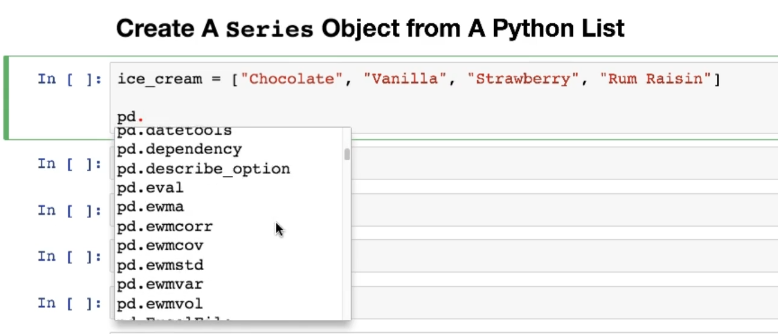 Create A Series Object from A Python List
In [ ]: ice_cream = ["Chocolate", "Vanilla", "Strawberry", "Rum Raisin"]
pd.
pd.datetools
In [ ]: pd.dependency
pd.describe_option
pd.eval
In [ ]: pd.ewma
pd.ewmcorr
pd.ewmcov
In [ ]: pd.ewmstd
pd.ewmvar
In [ ]: pd.ewmvol
pd.ExcelFile